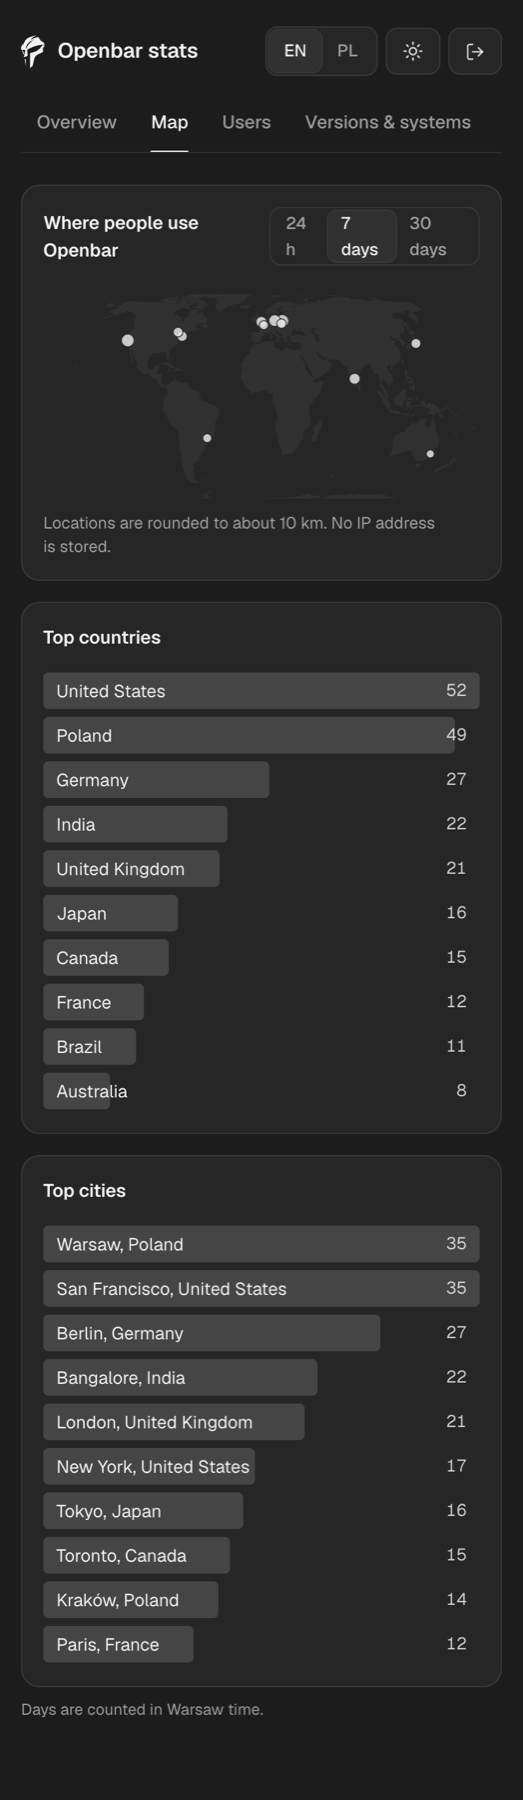 Openbar stats
EN
PL
Overview
Map
Users
Versions & systems
Where people use
Openbar
24
h
7
days
30
days
Locations are rounded to about 10 km. No IP address
is stored.
Top countries
United States 52
Poland 49
Germany 27
India 22
United Kingdom 21
Japan 16
Canada 15
France 12
Brazil 11
Australia 8
Top cities
Warsaw, Poland 35
San Francisco, United States 35
Berlin, Germany 27
Bangalore, India 22
London, United Kingdom 21
New York, United States 17
Tokyo, Japan 16
Toronto, Canada 15
Kraków, Poland 14
Paris, France 12
Days are counted in Warsaw time.